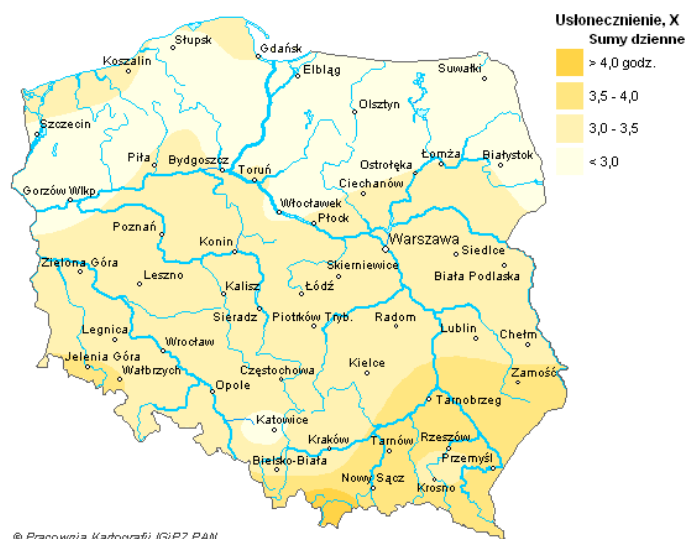 Usłonecznienie, X
Sumy dzienne
> 4,0 godz.
3,5 - 4,0
3,0 - 3,5
< 3,0
Słupsk
Gdańsk
Koszalin
Elbląg
Suwałki
Olsztyn
Szczecin
Piła
Bydgoszcz
Toruń
Ostrołęka
Łomża
Białystok
Ciechanów
Gorzów Wlkp
Włocławek
Płock
Poznań
Konin
Warszawa
Siedlce
Zielona Góra
Leszno
Skierniewice
Biała Podlaska
Kalisz
Łódź
Sieradz
Piotrków Tryb.
Radom
Lublin
Chełm
Legnica
Wrocław
Jelenia Góra
Wałbrzych
Opole
Częstochowa
Kielce
Zamość
Tarnobrzeg
Katowice
Kraków
Tarnów
Rzeszów
Przemyśl
Bielsko-Biała
Nowy Sącz
Krosno
© Pracownia Kartografii IGiPZ PAN